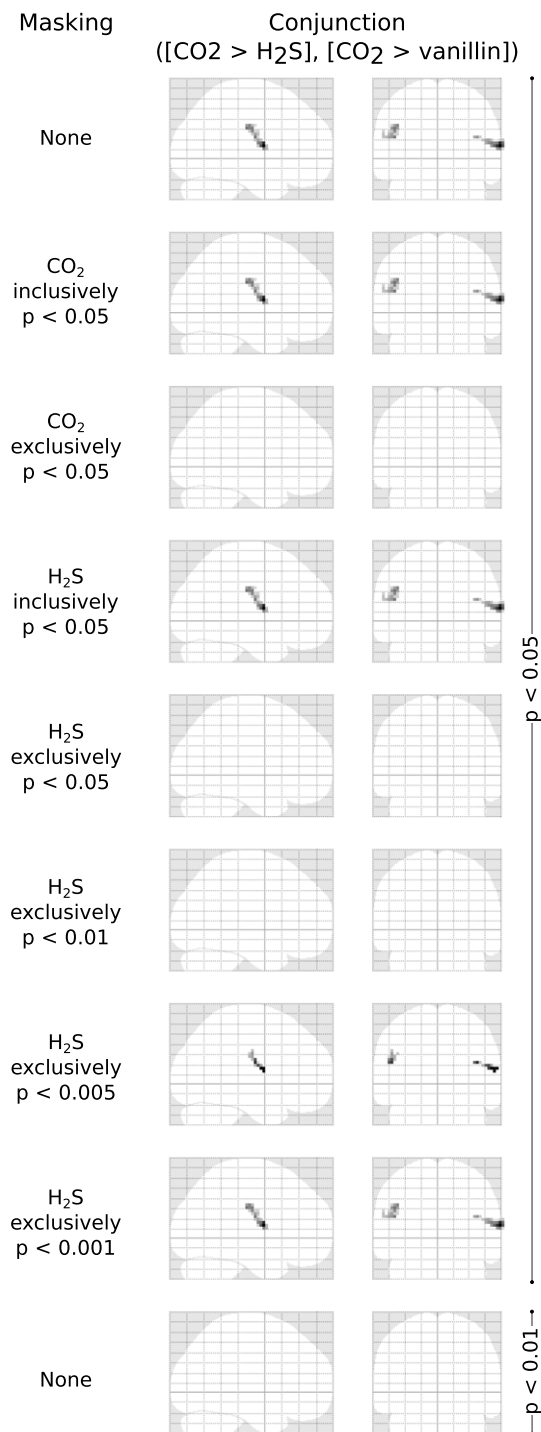 Masking
Conjunction
([CO2 > H2S], [CO2 > vanillin])
None
CO2
inclusively
p < 0.05
CO2
exclusively
p < 0.05
H2S
inclusively
p < 0.05
p < 0.05
H2S
exclusively
p < 0.05
H2S
exclusively
p < 0.01
H2S
exclusively
p < 0.005
H2S
exclusively
p < 0.001
None
p < 0.01